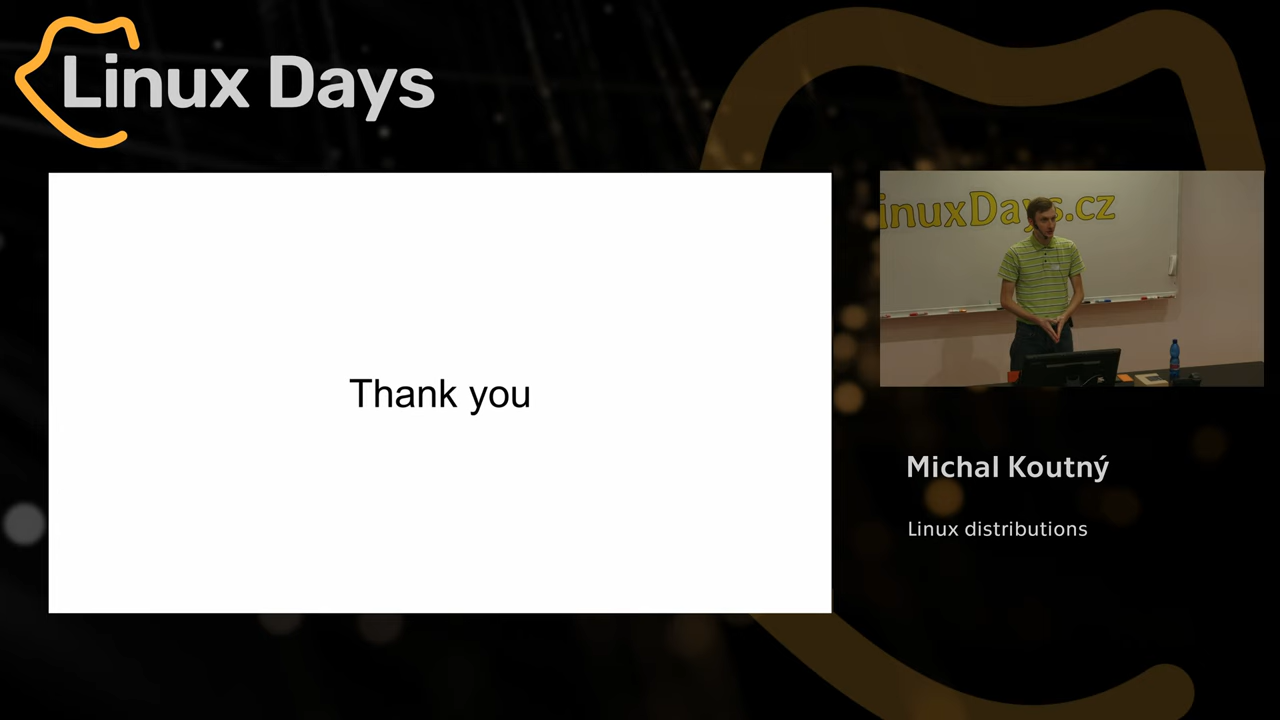 Linux Days
inuxDays.cz
Thank you
Michal Koutný
Linux distributions